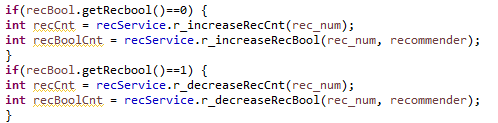 if(recBool.getRecbool()==0) {
int recCnt = recService.r_increaseRecCnt(rec_num);
int recBoolCnt = recService.r_increaseRecBool(rec_num, recommender);
}
if(recBool.getRecbool()==1) {
int recCnt = recService.r_decreaseRecCnt(rec_num);
int recBoolCnt = recService.r_decreaseRecBool(rec_num, recommender);
}